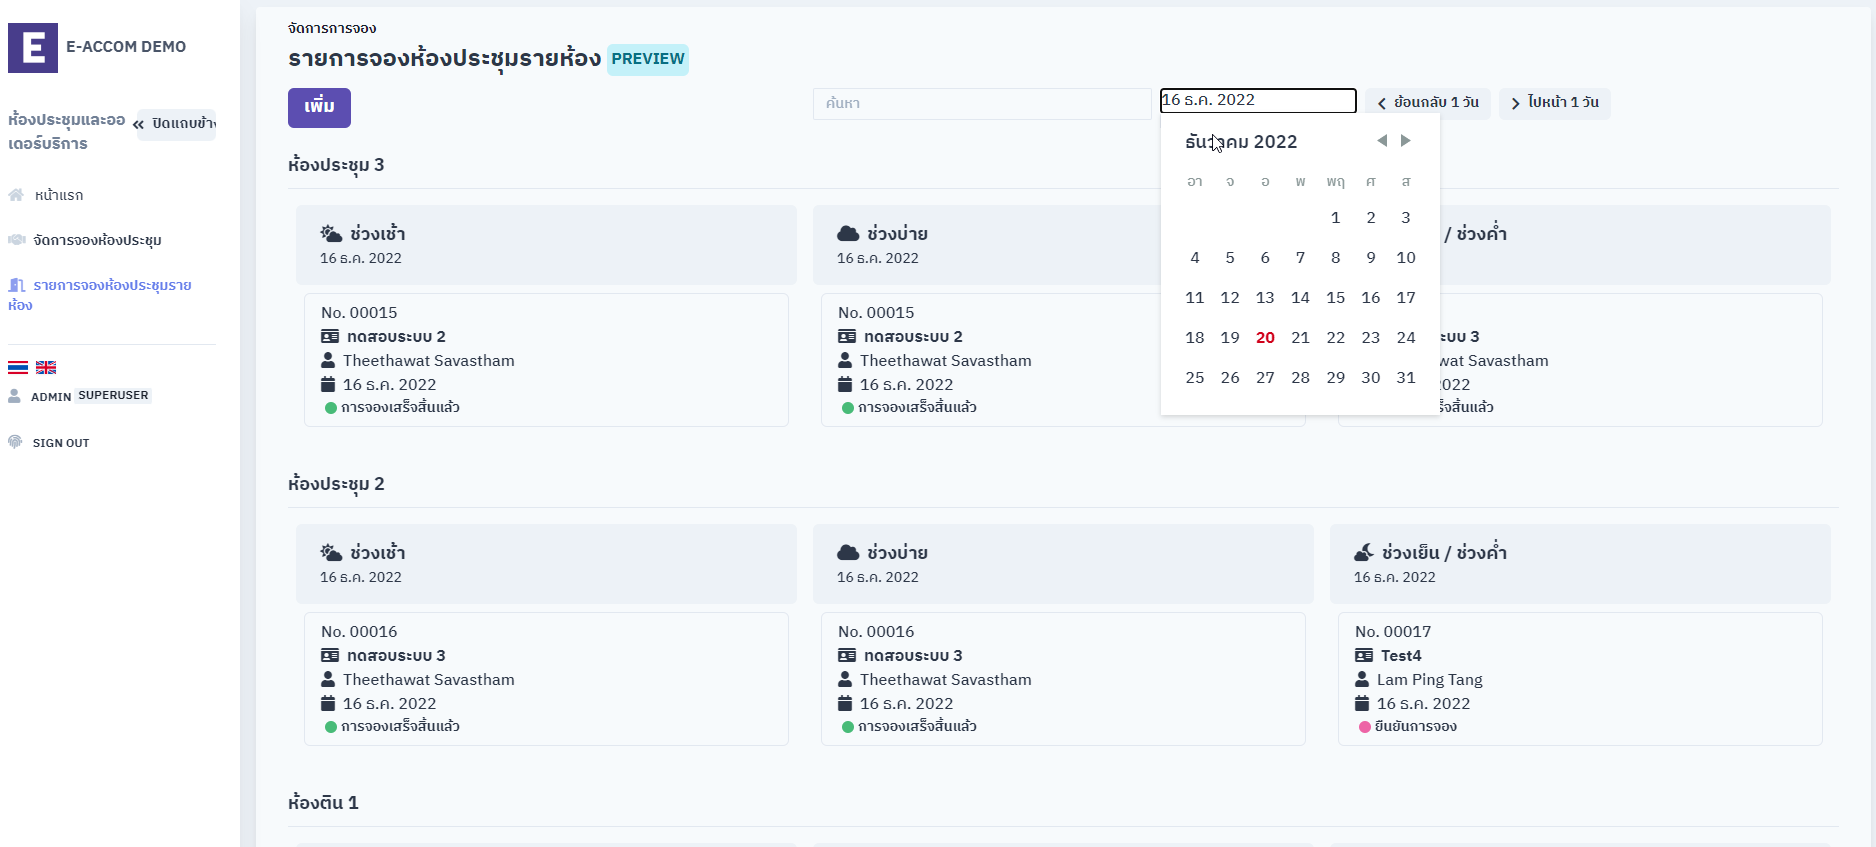 E
E-ACCOM DEMO
ห้องประชุมและออ
เดอร์บริการ
ปิดแถบข้าง
หน้าแรก
จัดการจองห้องประชุม
รายการจองห้องประชุมราย
ห้อง
ADMIN SUPERUSER
SIGN OUT
จัดการการจอง
รายการจองห้องประชุมรายห้อง PREVIEW
เพิ่ม
ค้นหา
16 ธ.ค. 2022
ย้อนกลับ 1 วัน
ไปหน้า 1 วัน
ธันวาคม 2022
อา จ อ พ พฤ ศ ส
1 2 3
4 5 6 7 8 9 10
11 12 13 14 15 16 17
18 19 20 21 22 23 24
25 26 27 28 29 30 31
ห้องประชุม 3
ช่วงเช้า
16 ธ.ค. 2022
No. 00015
ทดสอบระบบ 2
Theethawat Savastham
16 ธ.ค. 2022
การจองเสร็จสิ้นแล้ว
ช่วงบ่าย
16 ธ.ค. 2022
No. 00015
ทดสอบระบบ 2
Theethawat Savastham
16 ธ.ค. 2022
การจองเสร็จสิ้นแล้ว
/ ช่วงค่ำ
ะบบ 3
wat Savastham
2022
ร็จสิ้นแล้ว
ห้องประชุม 2
ช่วงเช้า
16 ธ.ค. 2022
No. 00016
ทดสอบระบบ 3
Theethawat Savastham
16 ธ.ค. 2022
การจองเสร็จสิ้นแล้ว
ช่วงบ่าย
16 ธ.ค. 2022
No. 00016
ทดสอบระบบ 3
Theethawat Savastham
16 ธ.ค. 2022
การจองเสร็จสิ้นแล้ว
ช่วงเย็น / ช่วงค่ำ
16 ธ.ค. 2022
No. 00017
Test4
Lam Ping Tang
16 ธ.ค. 2022
ยืนยันการจอง
ห้องติน 1